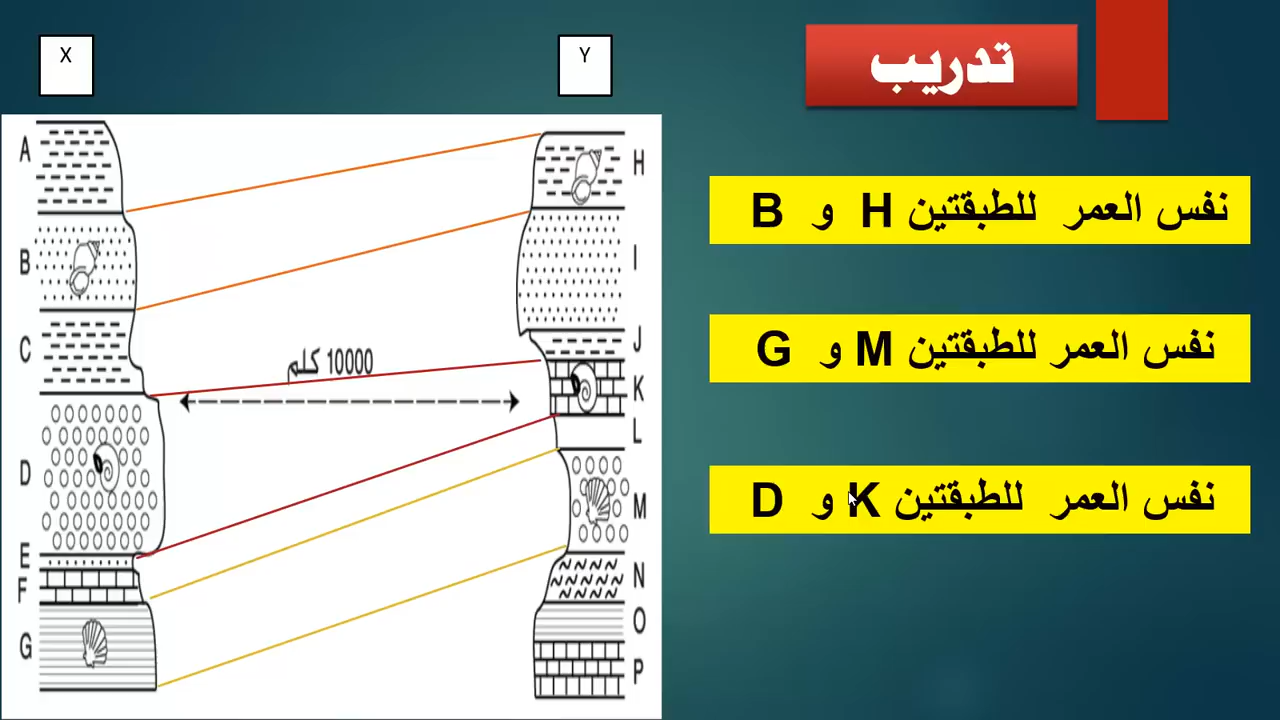 X
Y
تدريب
A
B
C
D
E
F
G
10000 كلم
H
I
J
K
L
M
N
O
P
نفس العمر للطبقتين H و B
نفس العمر للطبقتين M و G
نفس العمر للطبقتين K و D